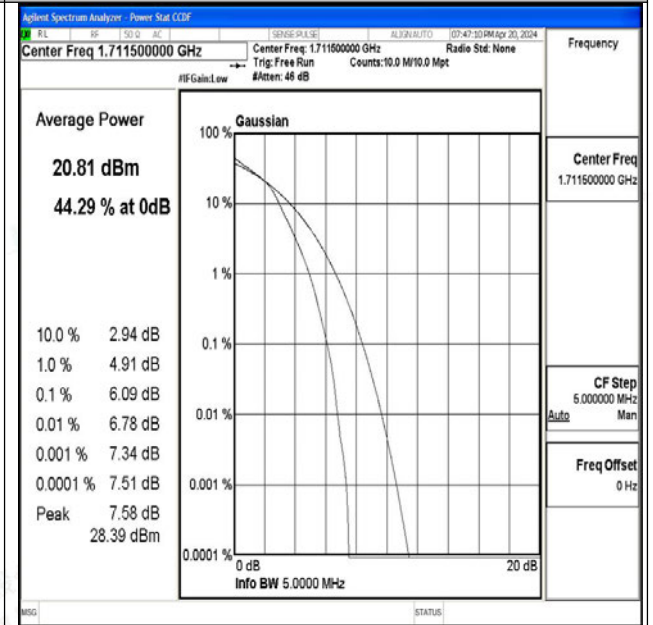 Agilent Spectrum Analyzer - Power Stat CCDF
RL RF 50 Ω AC SENSE:PULSE ALIGN AUTO 07:47:10 PM Apr 20, 2024
Center Freq 1.711500000 GHz
Center Freq: 1.711500000 GHz Radio Std: None
Trig: Free Run Counts:10.0 M/10.0 Mpt
#IFGain:Low #Atten: 46 dB
Frequency
Center Freq
1.711500000 GHz
CF Step
5.000000 MHz
Auto Man
Freq Offset
0 Hz
Average Power
20.81 dBm
44.29 % at 0dB
10.0 % 2.94 dB
1.0 % 4.91 dB
0.1 % 6.09 dB
0.01 % 6.78 dB
0.001 % 7.34 dB
0.0001 % 7.51 dB
Peak 7.58 dB
28.39 dBm
Gaussian
100 %
10 %
1 %
0.1 %
0.01 %
0.001 %
0.0001 %
0 dB 20 dB
Info BW 5.0000 MHz
MSG STATUS